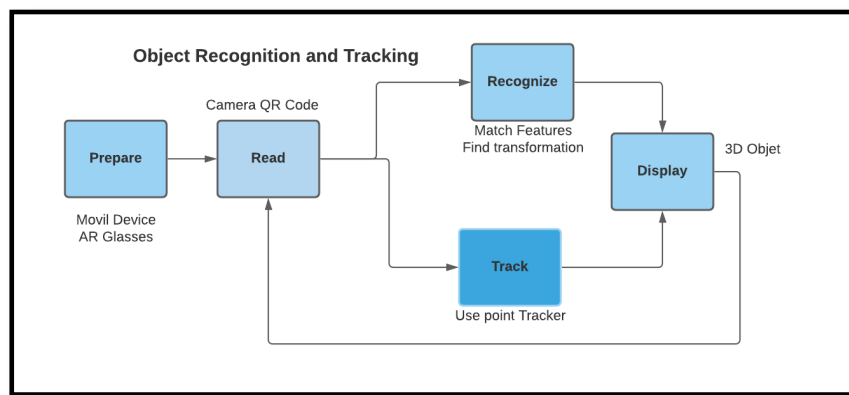 Object Recognition and Tracking
Recognize
Camera QR Code
Match Features
Find transformation
Prepare
Read
3D Objet
Display
Movil Device
AR Glasses
Track
Use point Tracker